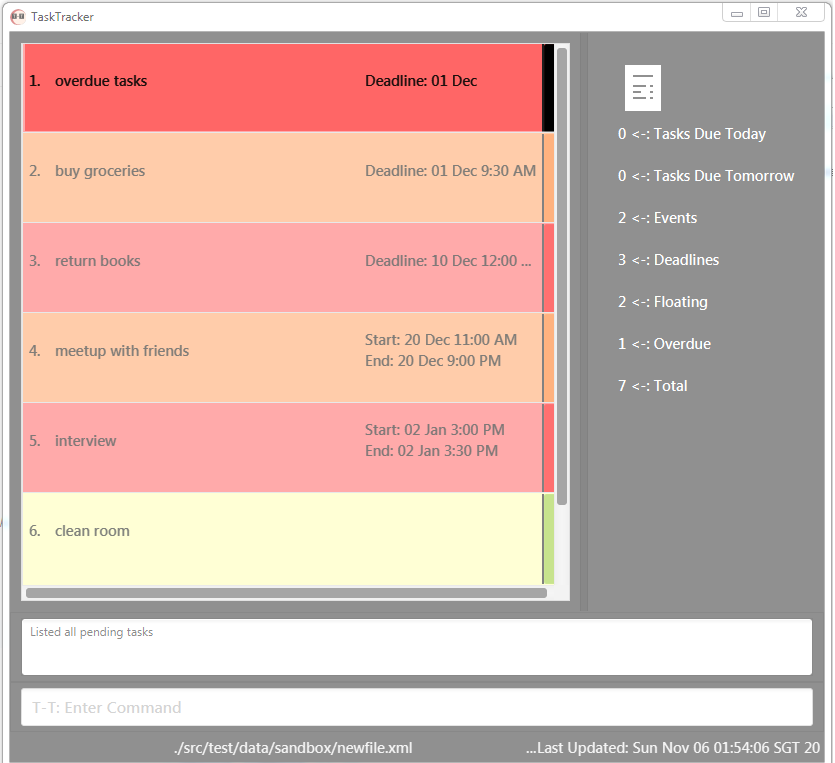 TaskTracker
1. overdue tasks Deadline: 01 Dec
2. buy groceries Deadline: 01 Dec 9:30 AM
3. return books Deadline: 10 Dec 12:00 ...
4. meetup with friends Start: 20 Dec 11:00 AM
End: 20 Dec 9:00 PM
5. interview Start: 02 Jan 3:00 PM
End: 02 Jan 3:30 PM
6. clean room
0 <-: Tasks Due Today
0 <-: Tasks Due Tomorrow
2 <-: Events
3 <-: Deadlines
2 <-: Floating
1 <-: Overdue
7 <-: Total
Listed all pending tasks
T-T: Enter Command
./src/test/data/sandbox/newfile.xml ...Last Updated: Sun Nov 06 01:54:06 SGT 20